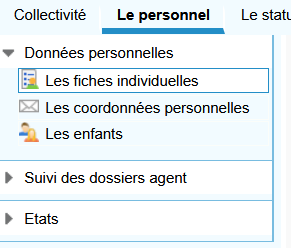 Collectivité Le personnel Le statu
Données personnelles
Les fiches individuelles
Les coordonnées personnelles
Les enfants
Suivi des dossiers agent
Etats